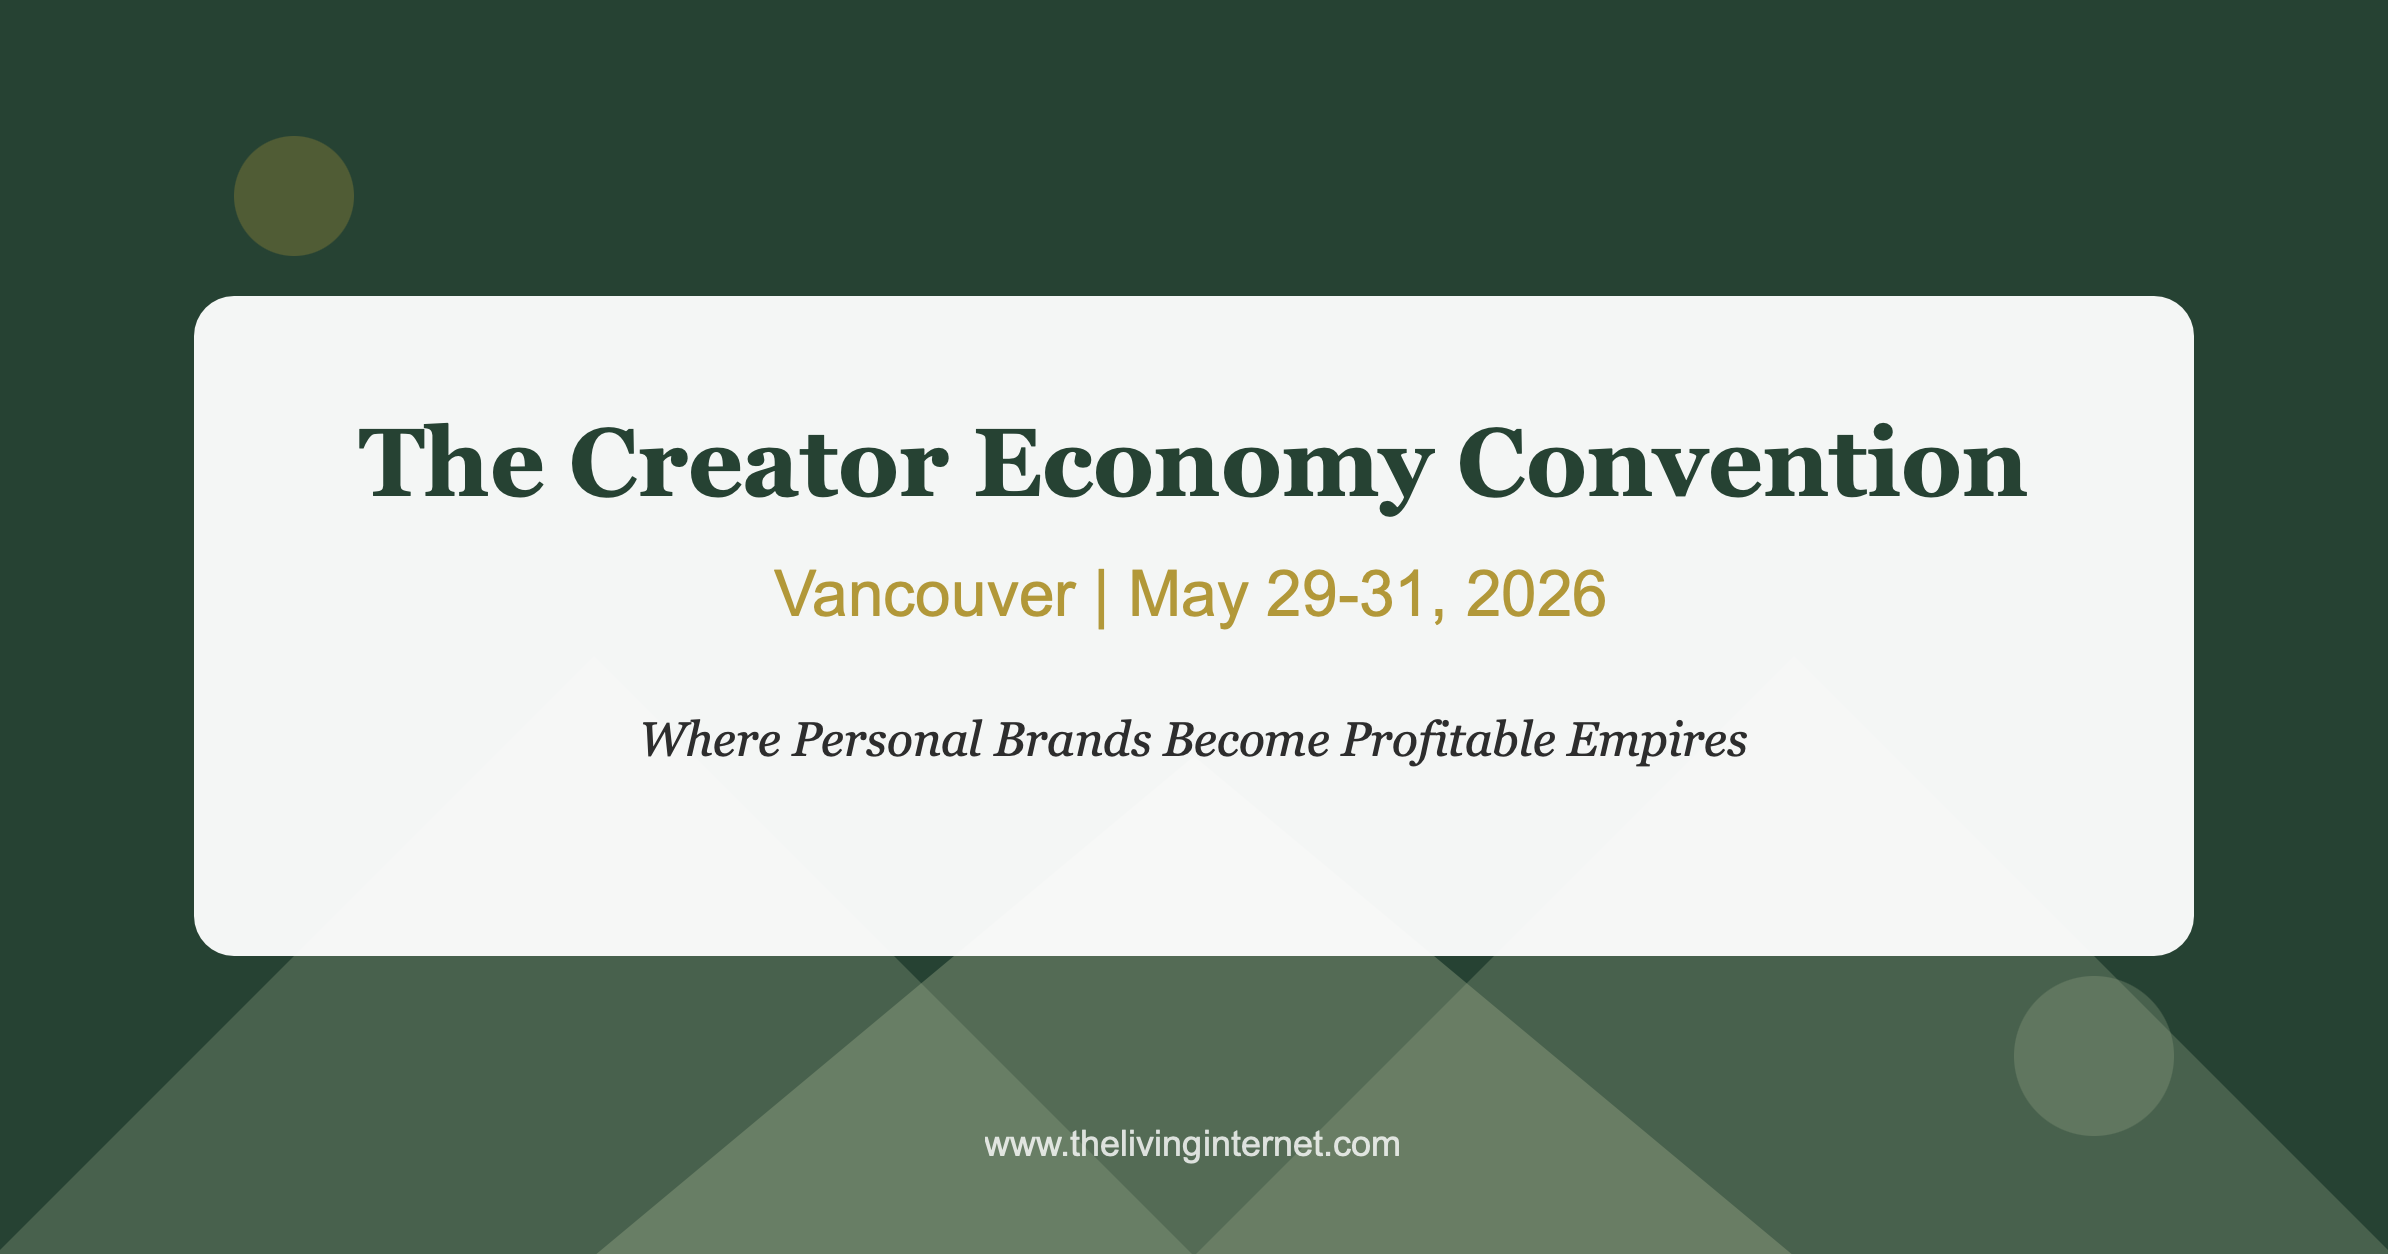 The Creator Economy Convention
Vancouver | May 29-31, 2026
Where Personal Brands Become Profitable Empires
www.thelivinginternet.com